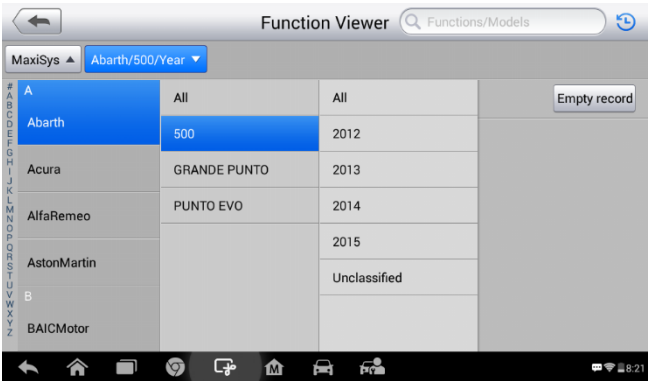 Function Viewer
Functions/Models
MaxiSys ▲
Abarth/500/Year ▼
#
A
B
C
D
E
F
G
H
I
J
K
L
M
N
O
P
Q
R
S
T
U
V
W
X
Y
Z
A
Abarth
Acura
AlfaRemeo
AstonMartin
B
BAICMotor
All
500
GRANDE PUNTO
PUNTO EVO
All
2012
2013
2014
2015
Unclassified
Empty record
M
8:21